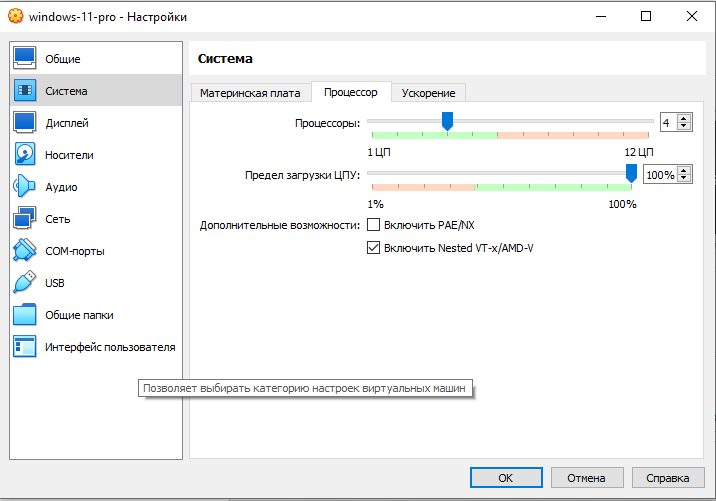 windows-11-pro - Настройки
Общие
Система
Дисплей
Носители
Аудио
Сеть
COM-порты
USB
Общие папки
Интерфейс пользователя
Система
Материнская плата
Процессор
Ускорение
Процессоры:
4
1 ЦП
12 ЦП
Предел загрузки ЦПУ:
100%
1%
100%
Дополнительные возможности:
Включить PAE/NX
Включить Nested VT-x/AMD-V
Позволяет выбирать категорию настроек виртуальных машин
OK
Отмена
Справка